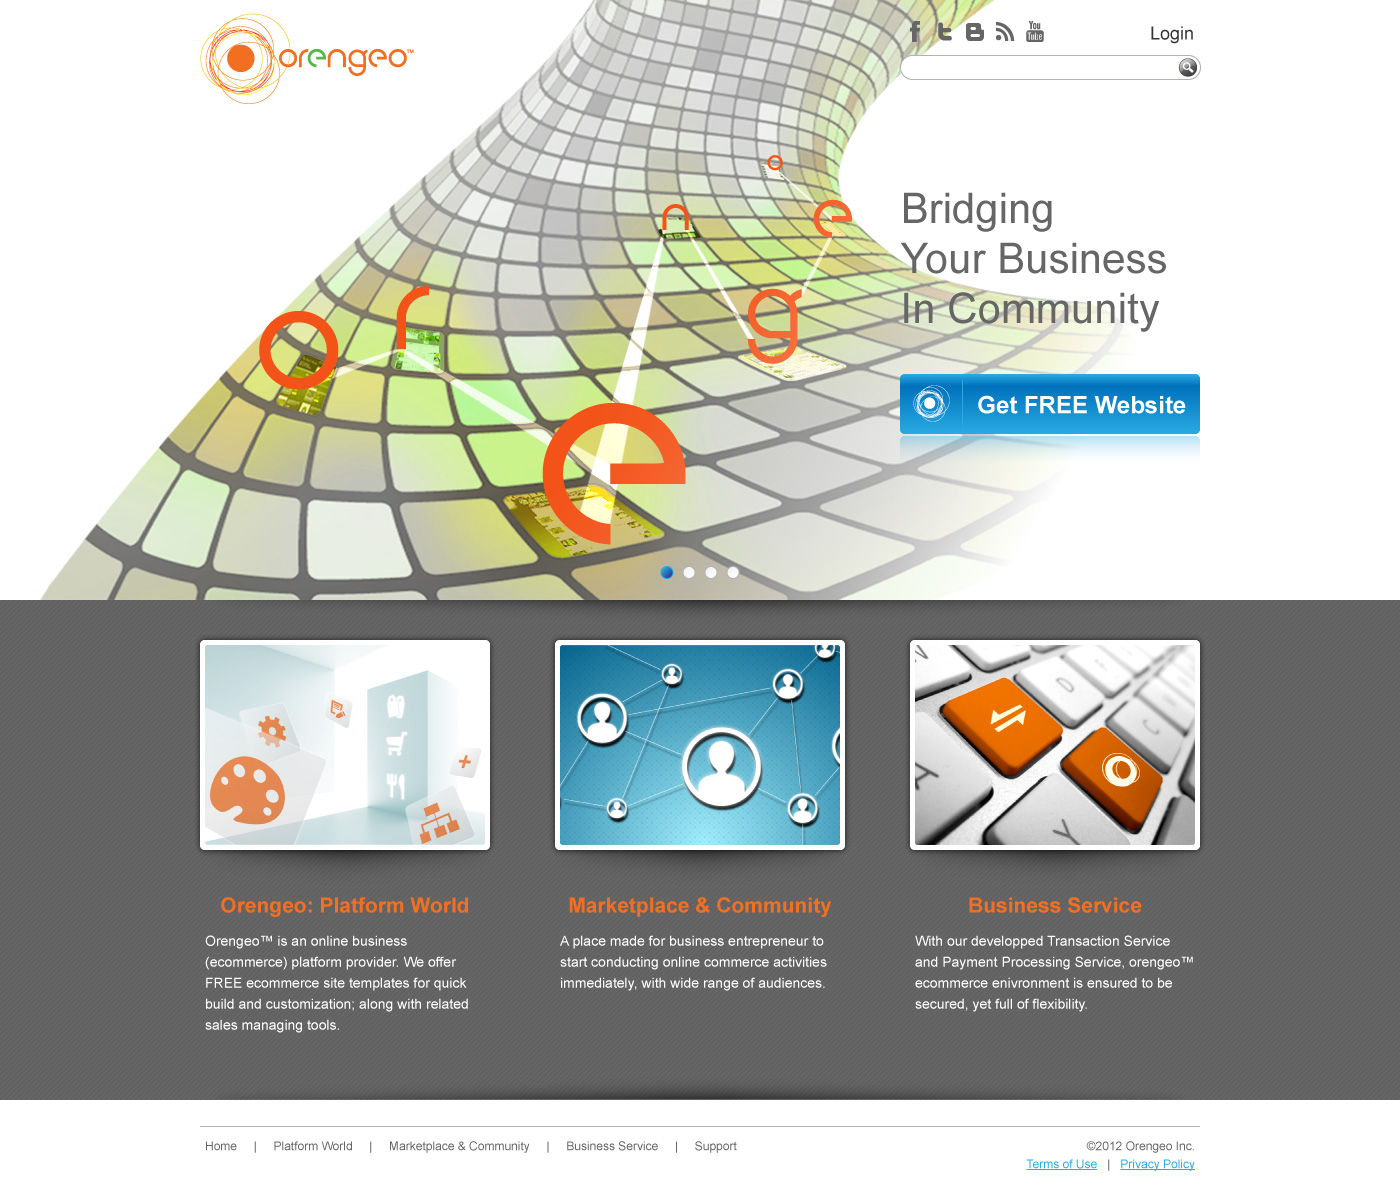 orengeo™
f t B You Tube
Login
o
n
e
r
g
o
e
Bridging
Your Business
In Community
Get FREE Website
N
D
A
Y
Orengeo: Platform World
Orengeo™ is an online business
(ecommerce) platform provider. We offer
FREE ecommerce site templates for quick
build and customization; along with related
sales managing tools.
Marketplace & Community
A place made for business entrepreneur to
start conducting online commerce activities
immediately, with wide range of audiences.
Business Service
With our developped Transaction Service
and Payment Processing Service, orengeo™
ecommerce enivronment is ensured to be
secured, yet full of flexibility.
Home | Platform World | Marketplace & Community | Business Service | Support
©2012 Orengeo Inc.
Terms of Use | Privacy Policy